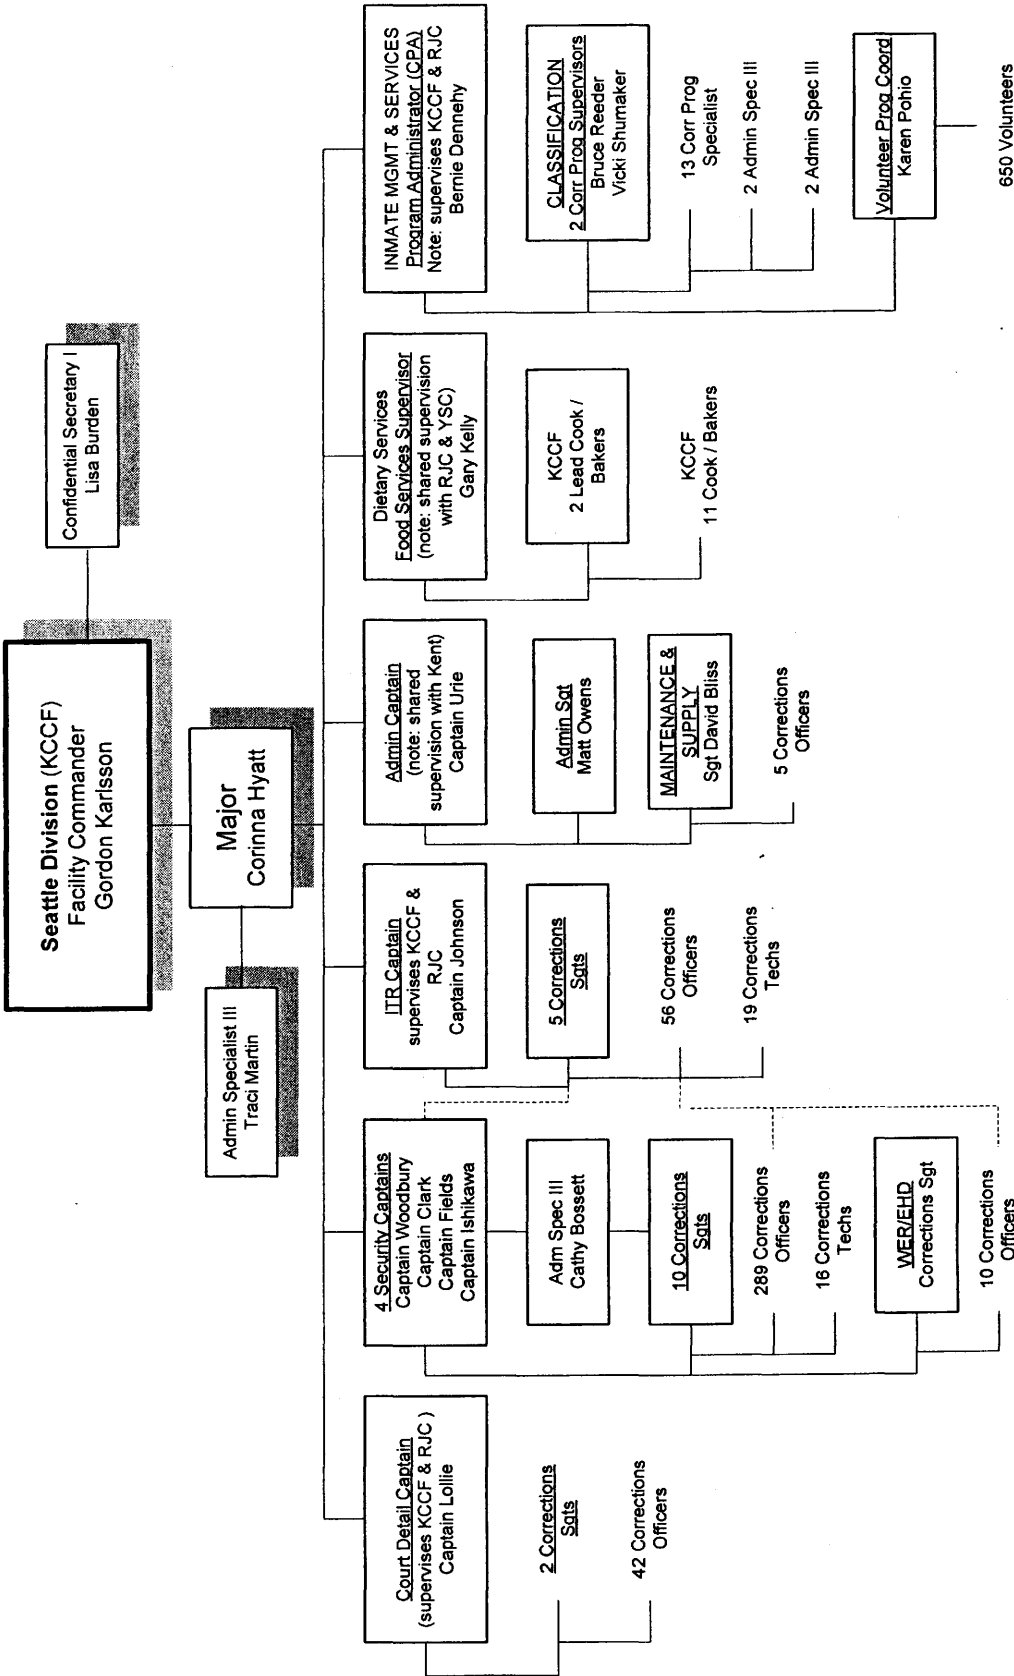 Seattle Division (KCCF)
Facility Commander
Gordon Karlsson
Confidential Secretary I
Lisa Burden
Admin Specialist III
Traci Martin
Major
Corinna Hyatt
Court Detail Captain
(supervises KCCF & RJC )
Captain Lollie
2 Corrections
Sgts
42 Corrections
Officers
4 Security Captains
Captain Woodbury
Captain Clark
Captain Fields
Captain Ishikawa
Adm Spec III
Cathy Bossett
10 Corrections
Sgts
289 Corrections
Officers
16 Corrections
Techs
WER/EHD
Corrections Sgt
10 Corrections
Officers
ITR Captain
supervises KCCF &
RJC
Captain Johnson
5 Corrections
Sgts
56 Corrections
Officers
19 Corrections
Techs
Admin Captain
(note: shared
supervision with Kent)
Captain Urie
Admin Sgt
Matt Owens
MAINTENANCE &
SUPPLY
Sgt David Bliss
5 Corrections
Officers
Dietary Services
Food Services Supervisor
(note: shared supervision
with RJC & YSC)
Gary Kelly
KCCF
2 Lead Cook /
Bakers
KCCF
11 Cook / Bakers
INMATE MGMT & SERVICES
Program Administrator (CPA)
Note: supervises KCCF & RJC
Bernie Dennehy
CLASSIFICATION
2 Corr Prog Supervisors
Bruce Reeder
Vicki Shumaker
13 Corr Prog
Specialist
2 Admin Spec III
2 Admin Spec III
Volunteer Prog Coord
Karen Pohio
650 Volunteers